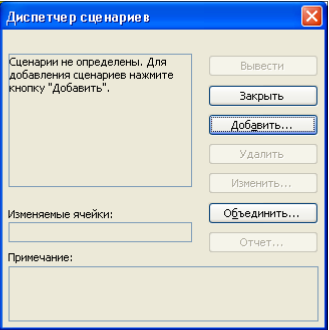 Диспетчер сценариев
Сценарии не определены. Для
добавления сценариев нажмите
кнопку "Добавить".
Вывести
Закрыть
Добавить...
Удалить
Изменить...
Объединить...
Отчет...
Изменяемые ячейки:
Примечание: